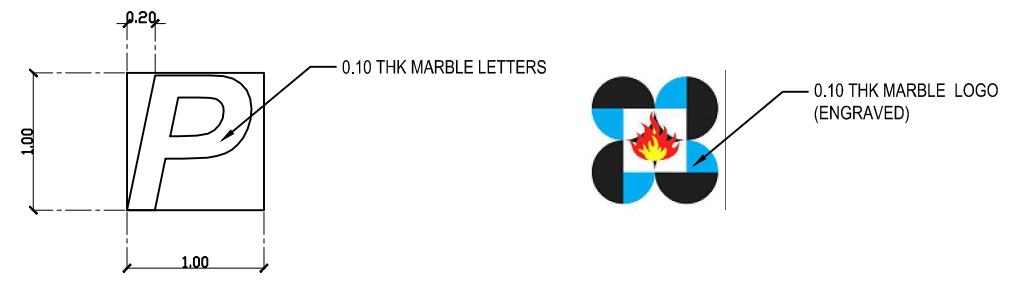 0.20
P
0.10 THK MARBLE LETTERS
1.00
1.00
0.10 THK MARBLE LOGO
(ENGRAVED)